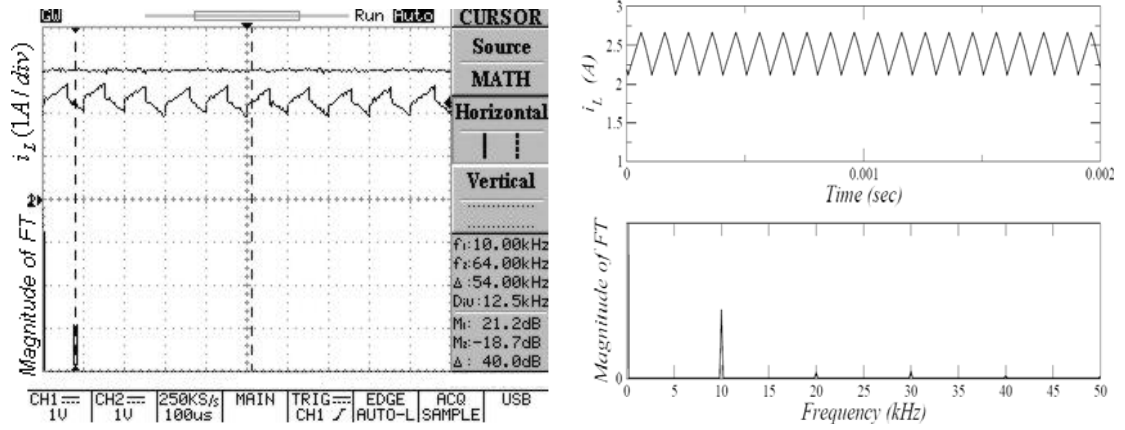 GW Run Auto
CURSOR
Source
MATH
Horizontal
Vertical
f₁:10.00kHz
f₂:64.00kHz
Δ :54.00kHz
Div:12.5kHz
M₁: 21.2dB
M₂:-18.7dB
Δ : 40.0dB
i_L (1A / div)
2
Magnitude of FT
CH1 CH2 250KS/s MAIN TRIG EDGE ACQ USB
1V 1V 100us CH1 AUTO-L SAMPLE
i_L (A)
3
2.5
2
1.5
1
0 0.001 0.002
Time (sec)
Magnitude of FT
0
0 5 10 15 20 25 30 35 40 45 50
Frequency (kHz)